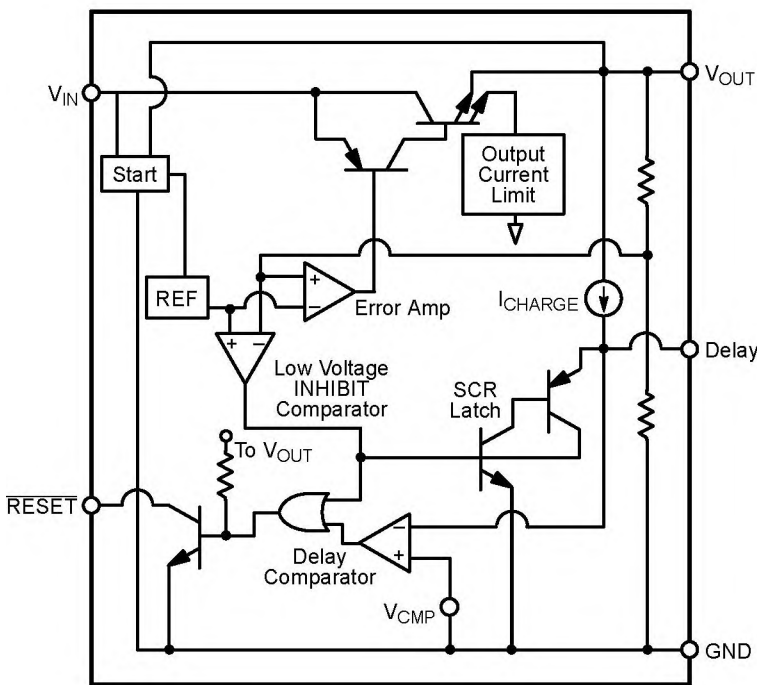 VOUT
VIN
Start
Output
Current
Limit
REF
+
−
Error Amp
ICHARGE
+ −
Low Voltage
INHIBIT
Comparator
Delay
SCR
Latch
To VOUT
RESET
−
+
Delay
Comparator
VCMP
GND